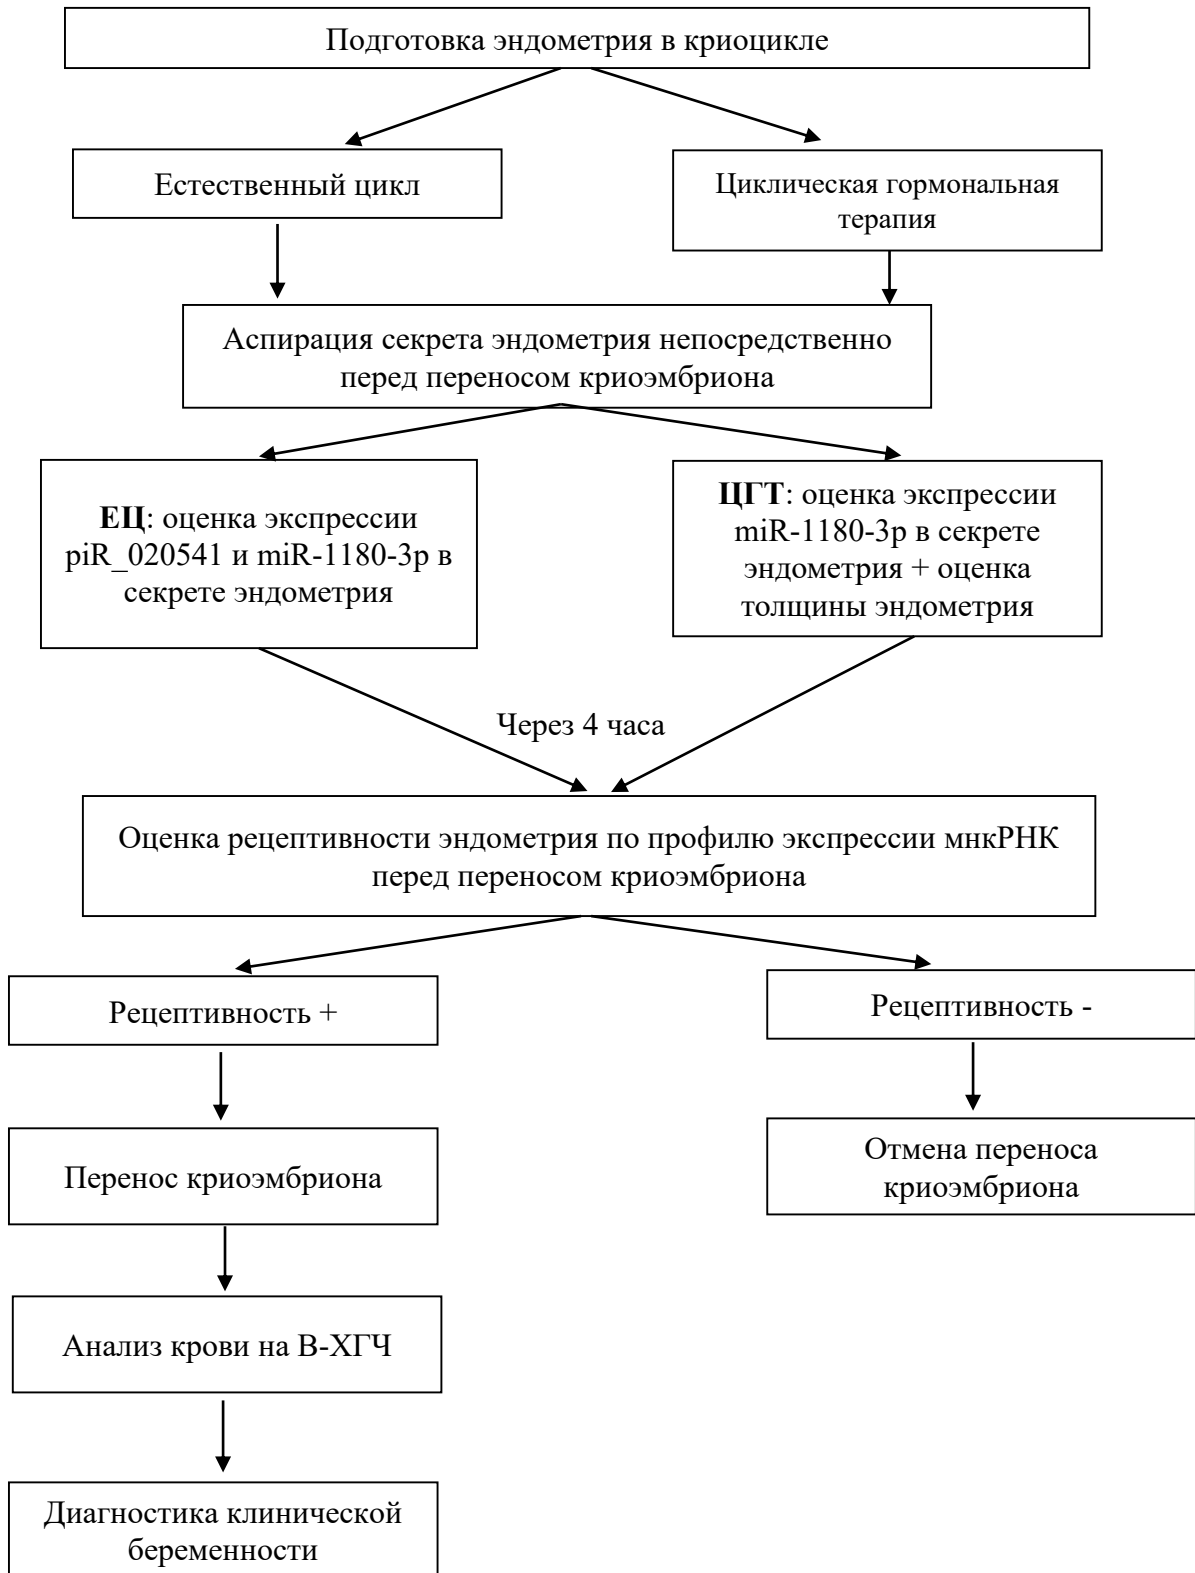 Подготовка эндометрия в криоцикле
Естественный цикл
Циклическая гормональная
терапия
Аспирация секрета эндометрия непосредственно
перед переносом криоэмбриона
ЕЦ: оценка экспрессии
piR_020541 и miR-1180-3p в
секрете эндометрия
ЦГТ: оценка экспрессии
miR-1180-3p в секрете
эндометрия + оценка
толщины эндометрия
Через 4 часа
Оценка рецептивности эндометрия по профилю экспрессии мнкРНК
перед переносом криоэмбриона
Рецептивность +
Рецептивность -
Перенос криоэмбриона
Отмена переноса
криоэмбриона
Анализ крови на В-ХГЧ
Диагностика клинической
беременности